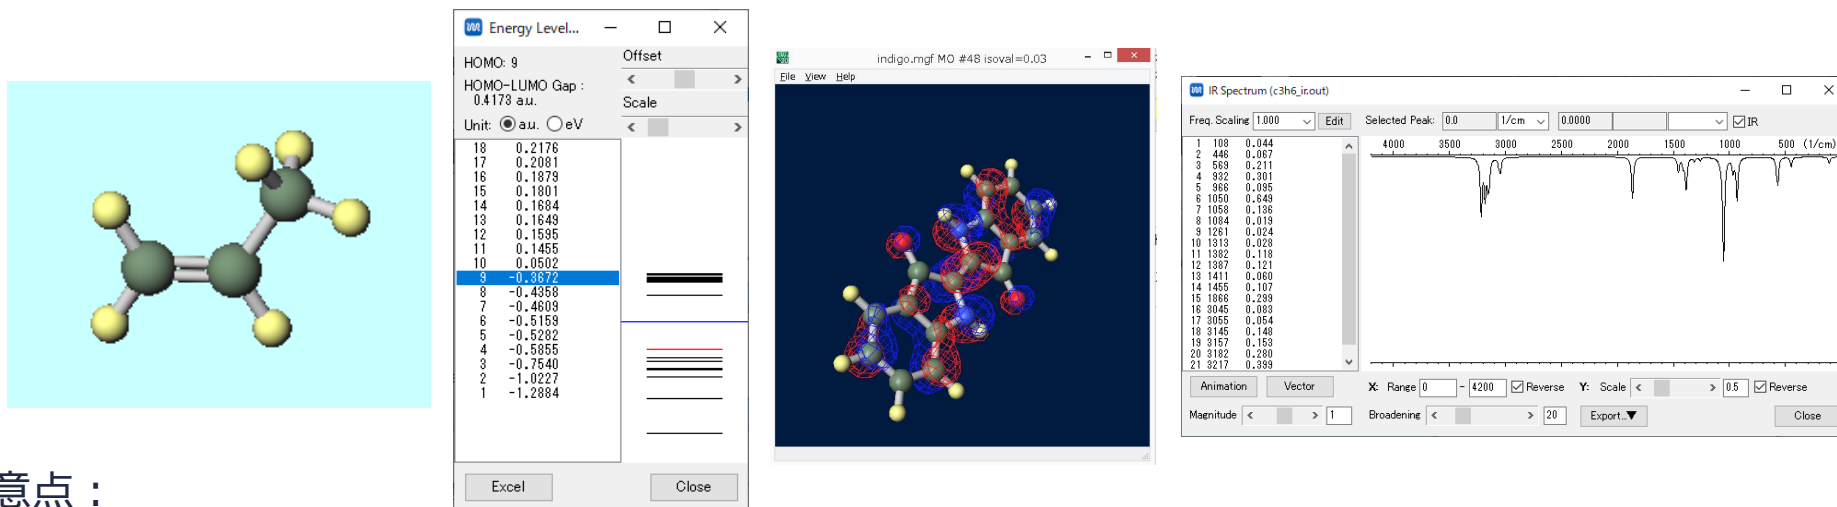 Energy Level...
HOMO: 9
HOMO-LUMO Gap :
0.4173 a.u.
Unit: a.u. eV
Offset
Scale
18 0.2176
17 0.2081
16 0.1879
15 0.1801
14 0.1684
13 0.1649
12 0.1595
11 0.1455
10 0.0502
9 -0.3672
8 -0.4358
7 -0.4609
6 -0.5159
5 -0.5282
4 -0.5855
3 -0.7540
2 -1.0227
1 -1.2884
Excel Close
indigo.mgf MO #48 isoval=0.03
File View Help
IR Spectrum (c3h6_ir.out)
Freq. Scaling 1.000 Edit Selected Peak: 0.0 1/cm 0.0000 IR
1 108 0.044
2 446 0.067
3 569 0.211
4 932 0.301
5 966 0.095
6 1050 0.649
7 1058 0.136
8 1084 0.019
9 1261 0.024
10 1313 0.028
11 1382 0.118
12 1387 0.121
13 1411 0.060
14 1455 0.107
15 1866 0.299
16 3045 0.083
17 3055 0.054
18 3145 0.148
19 3157 0.153
20 3182 0.280
21 3217 0.399
4000 3500 3000 2500 2000 1500 1000 500 (1/cm)
Animation Vector X: Range 0 - 4200 Reverse Y: Scale 0.5 Reverse
Magnitude 1 Broadening 20 Export...▼ Close
意点：